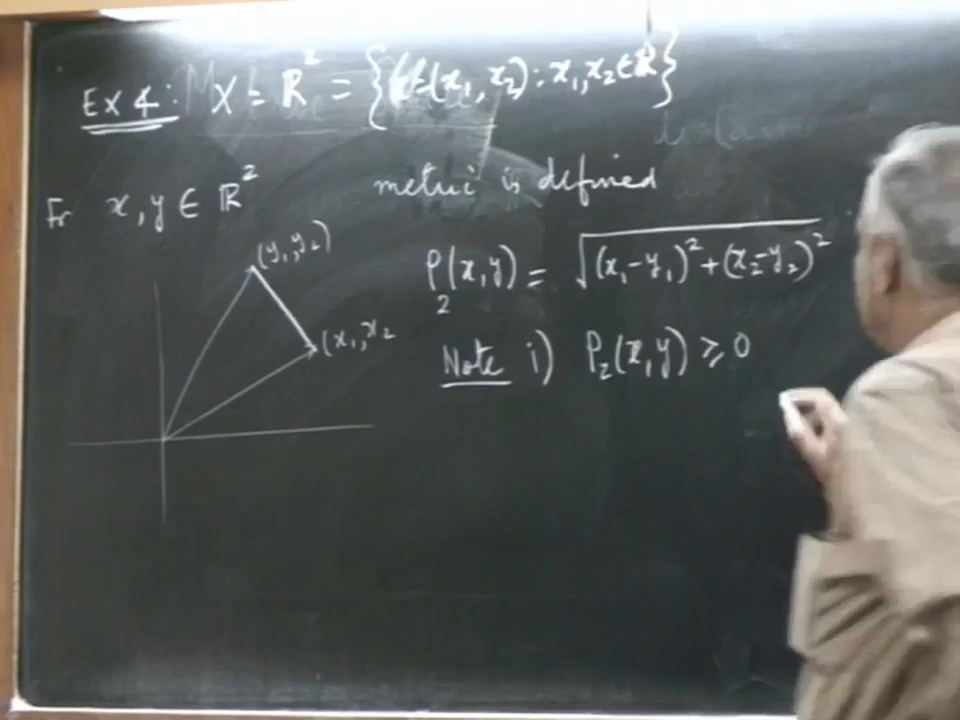 Ex 4: X = ℝ² = {x=(x₁, x₂) : x₁, x₂ ∈ ℝ}
For x, y ∈ ℝ² metric is defined
(y₁, y₂)
ρ₂(x, y) = √((x₁-y₁)² + (x₂-y₂)²)
(x₁, x₂
Note i) ρ₂(x, y) ≥ 0